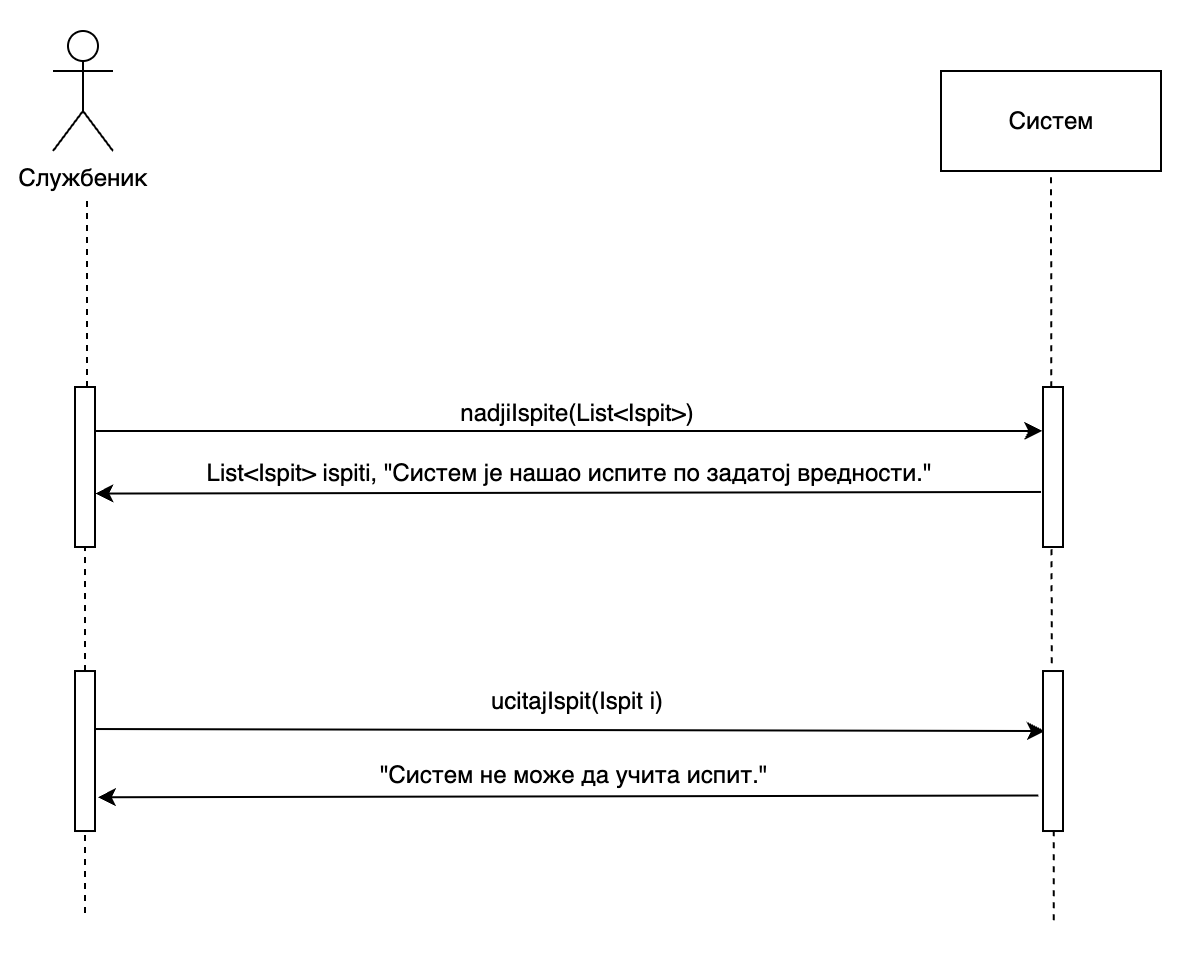 Службеник
Систем
nadjiIspite(List<Ispit>)
List<Ispit> ispiti, "Систем је нашао испите по задатој вредности."
ucitajIspit(Ispit i)
"Систем не може да учита испит."